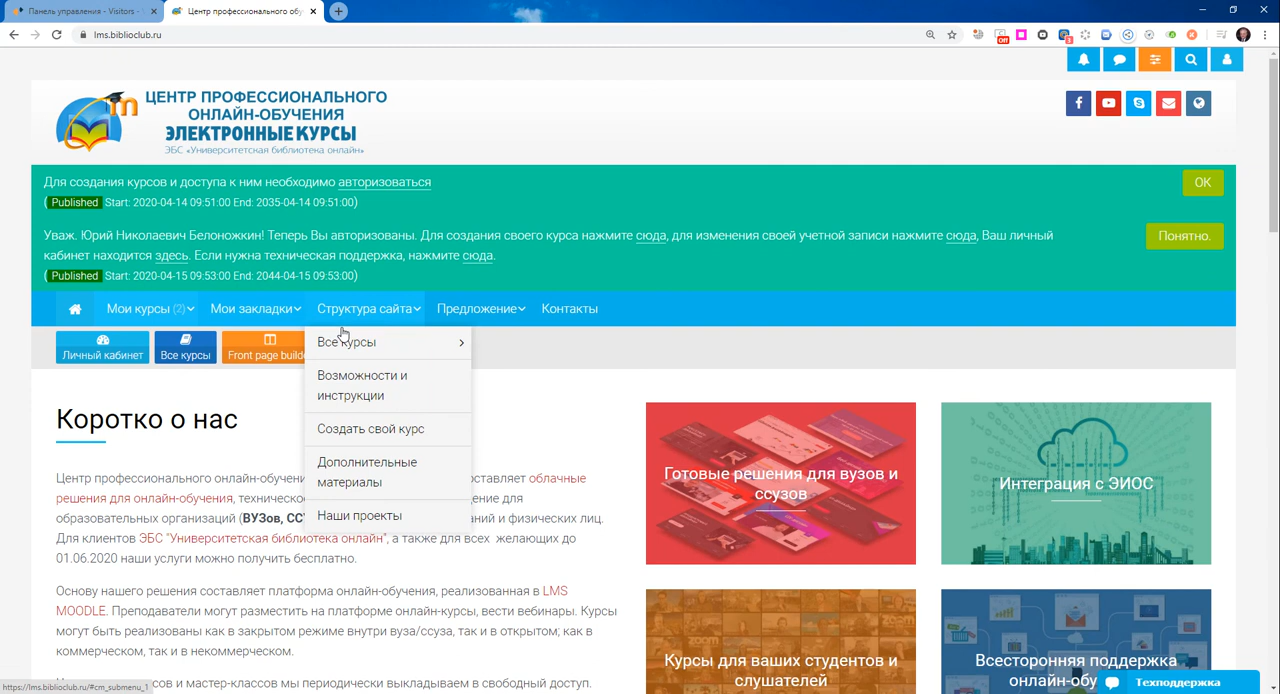 Панель управления - Visitors -
Центр профессионального обу
lms.biblioclub.ru
Off
3
ЦЕНТР ПРОФЕССИОНАЛЬНОГО
ОНЛАЙН-ОБУЧЕНИЯ
ЭЛЕКТРОННЫЕ КУРСЫ
ЭБС «Университетская библиотека онлайн»
Для создания курсов и доступа к ним необходимо авторизоваться
OK
( Published Start: 2020-04-14 09:51:00 End: 2035-04-14 09:51:00)
Уваж. Юрий Николаевич Белоножкин! Теперь Вы авторизованы. Для создания своего курса нажмите сюда, для изменения своей учетной записи нажмите сюда, Ваш личный
кабинет находится здесь. Если нужна техническая поддержка, нажмите сюда.
Понятно.
( Published Start: 2020-04-15 09:53:00 End: 2044-04-15 09:53:00)
Мои курсы (2) Мои закладки Структура сайта Предложение Контакты
Личный кабинет Все курсы Front page builde
Все курсы
Возможности и
инструкции
Создать свой курс
Дополнительные
материалы
Наши проекты
Коротко о нас
Центр профессионального онлайн-обучени оставляет облачные
решения для онлайн-обучения, техническо ение для
образовательных организаций (ВУЗов, СС аний и физических лиц.
Для клиентов ЭБС "Университетская библиотека онлайн", а также для всех желающих до
01.06.2020 наши услуги можно получить бесплатно.
Основу нашего решения составляет платформа онлайн-обучения, реализованная в LMS
MOODLE. Преподаватели могут разместить на платформе онлайн-курсы, вести вебинары. Курсы
могут быть реализованы как в закрытом режиме внутри вуза/ссуза, так и в открытом; как в
коммерческом, так и в некоммерческом.
сов и мастер-классов мы периодически выкладываем в свободный доступ.
Готовые решения для вузов и
ссузов
Интеграция с ЭИОС
Курсы для ваших студентов и
слушателей
Всесторонняя поддержка
онлайн-обу
Техподдержка
https://lms.biblioclub.ru/#cm_submenu_1